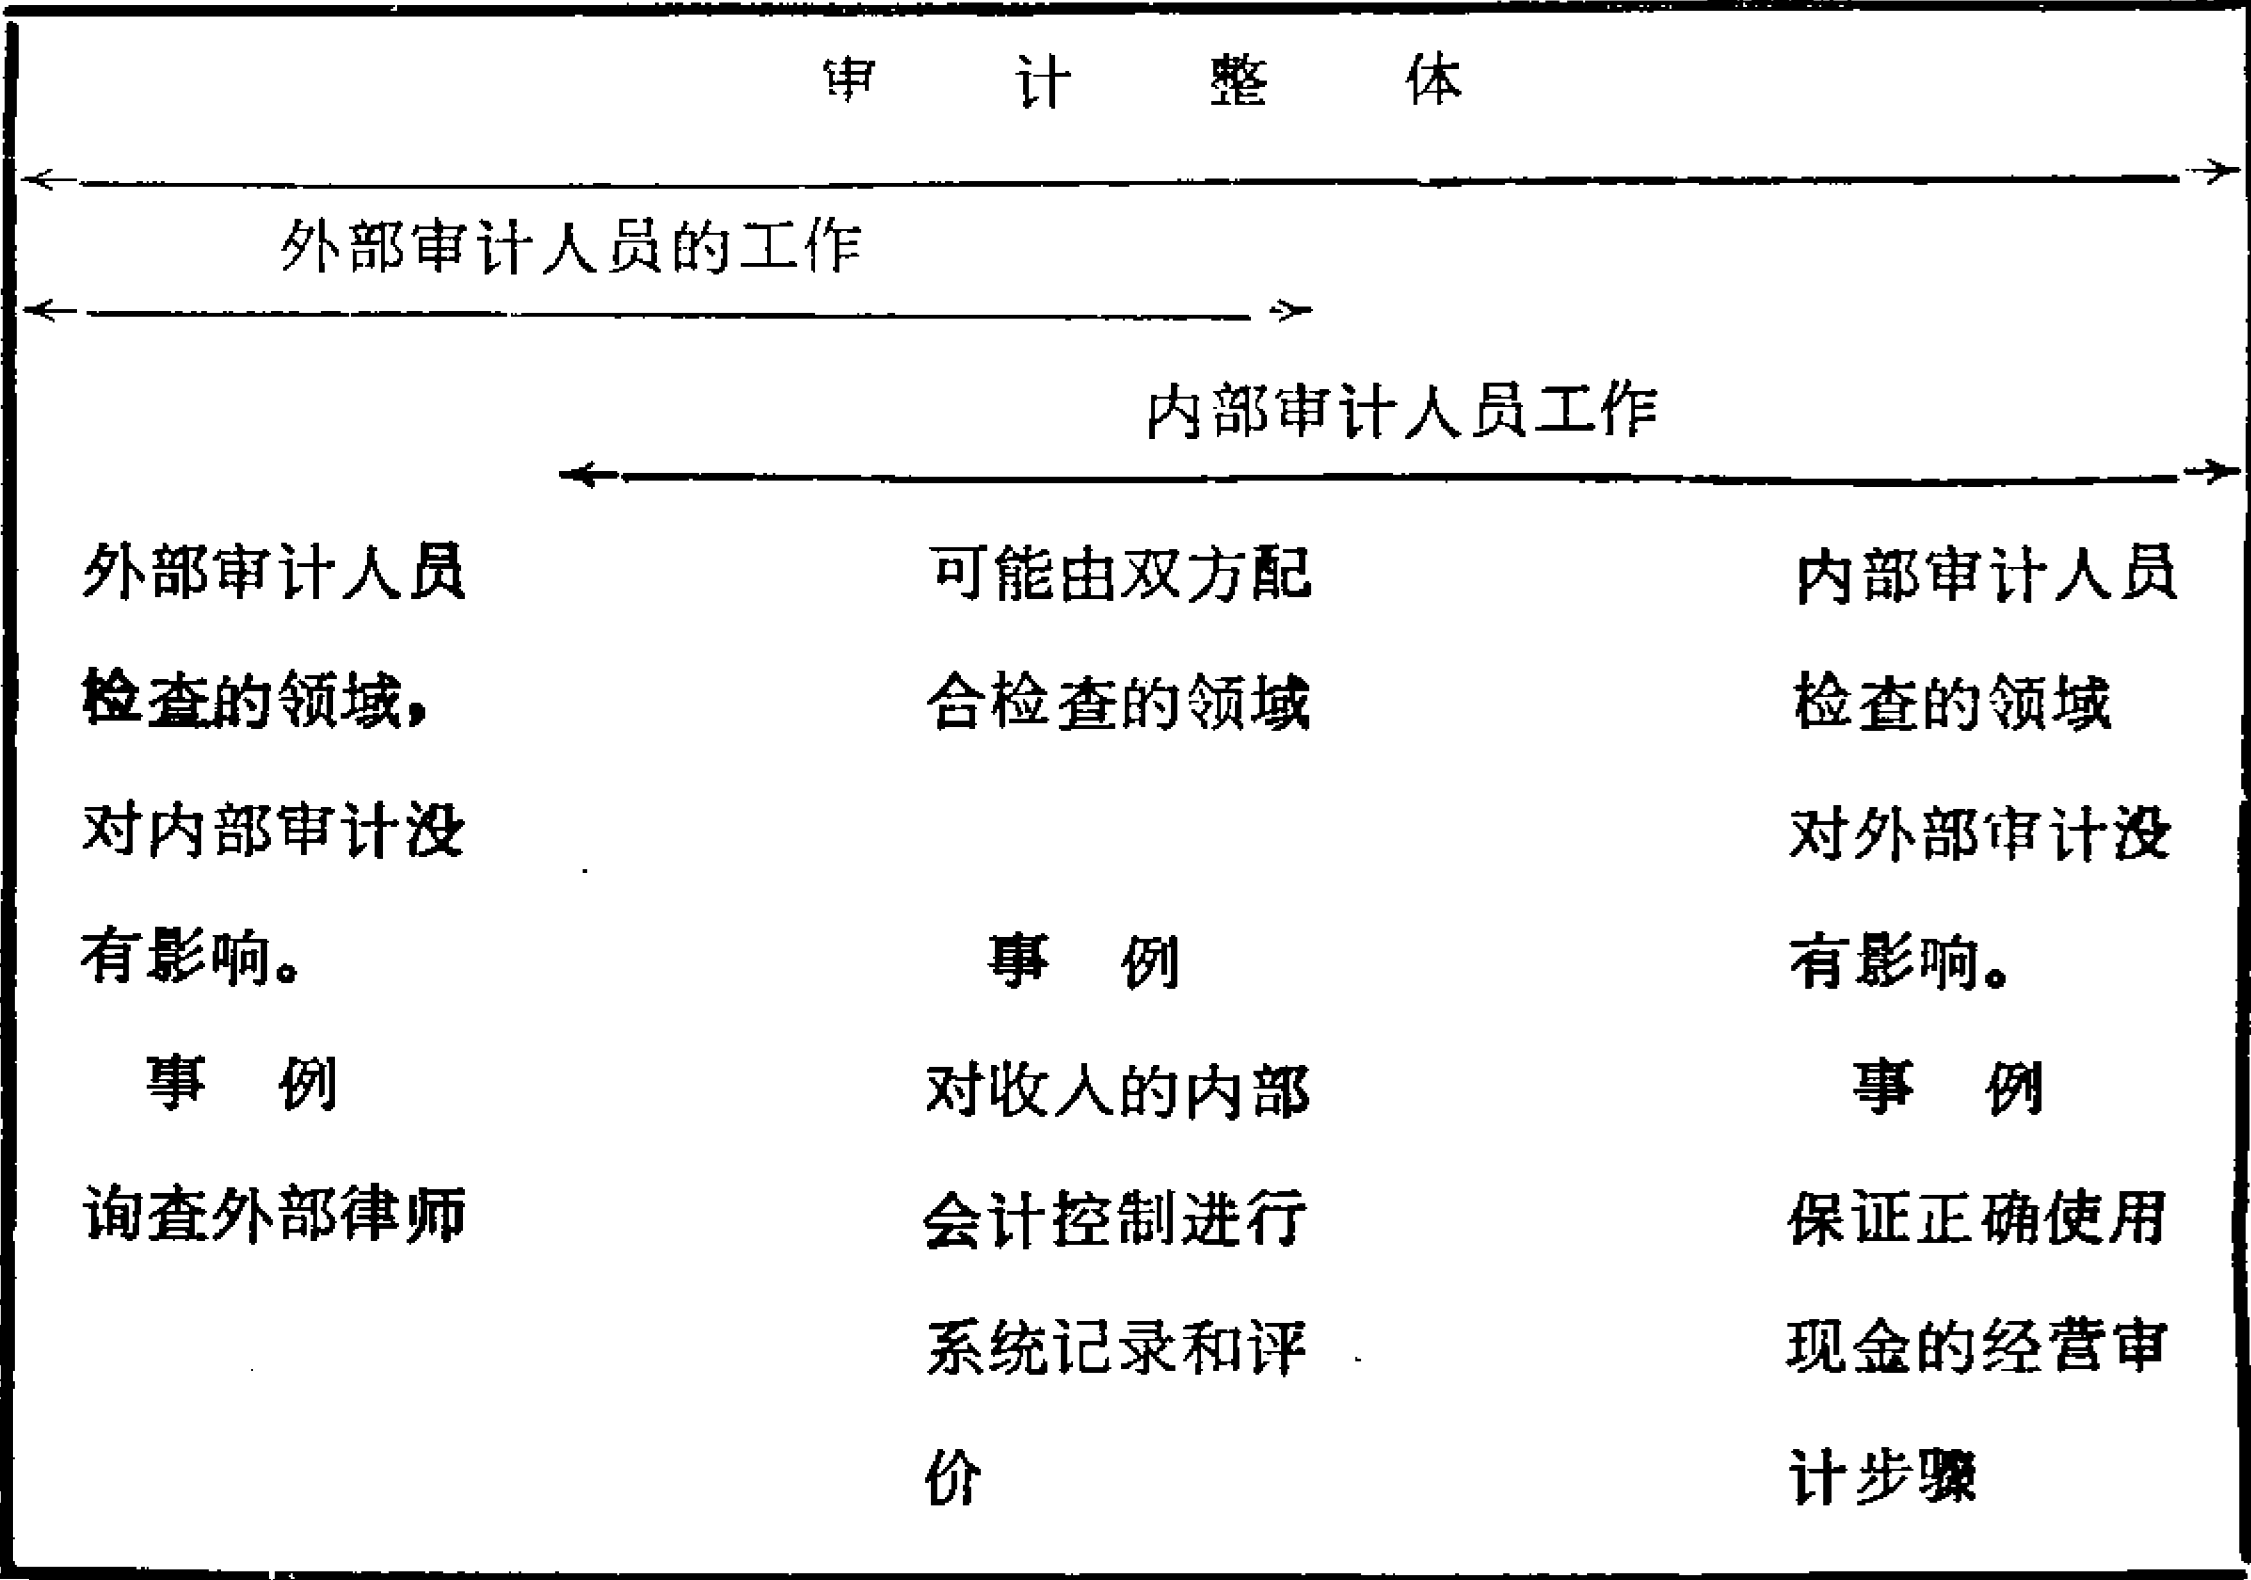 审计整体
外部审计人员的工作
内部审计人员工作
外部审计人员
检查的领域，
对内部审计没
有影响。
事例
询查外部律师
可能由双方配
合检查的领域
事例
对收入的内部
会计控制进行
系统记录和评
价
内部审计人员
检查的领域
对外部审计没
有影响。
事例
保证正确使用
现金的经营审
计步骤